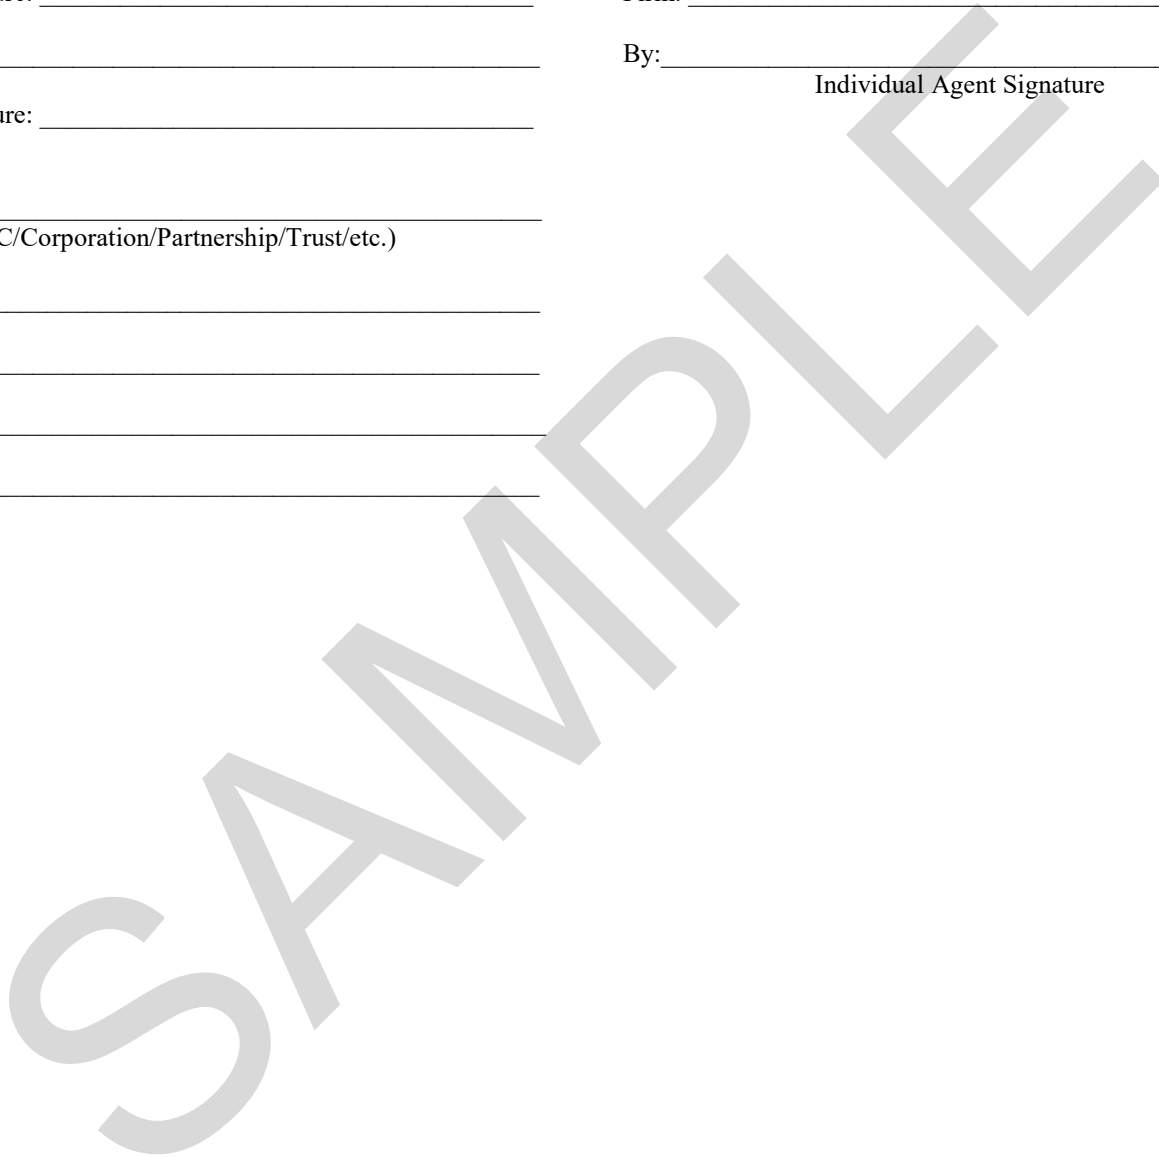 By:
Individual Agent Signature
C/Corporation/Partnership/Trust/etc.)
SAMPLE